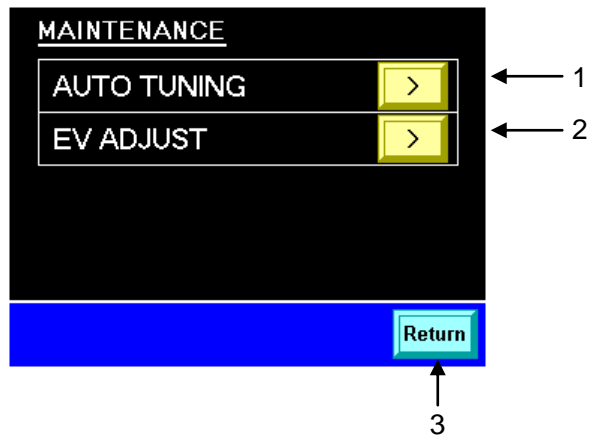 MAINTENANCE
AUTO TUNING > 1
EV ADJUST > 2
Return
3